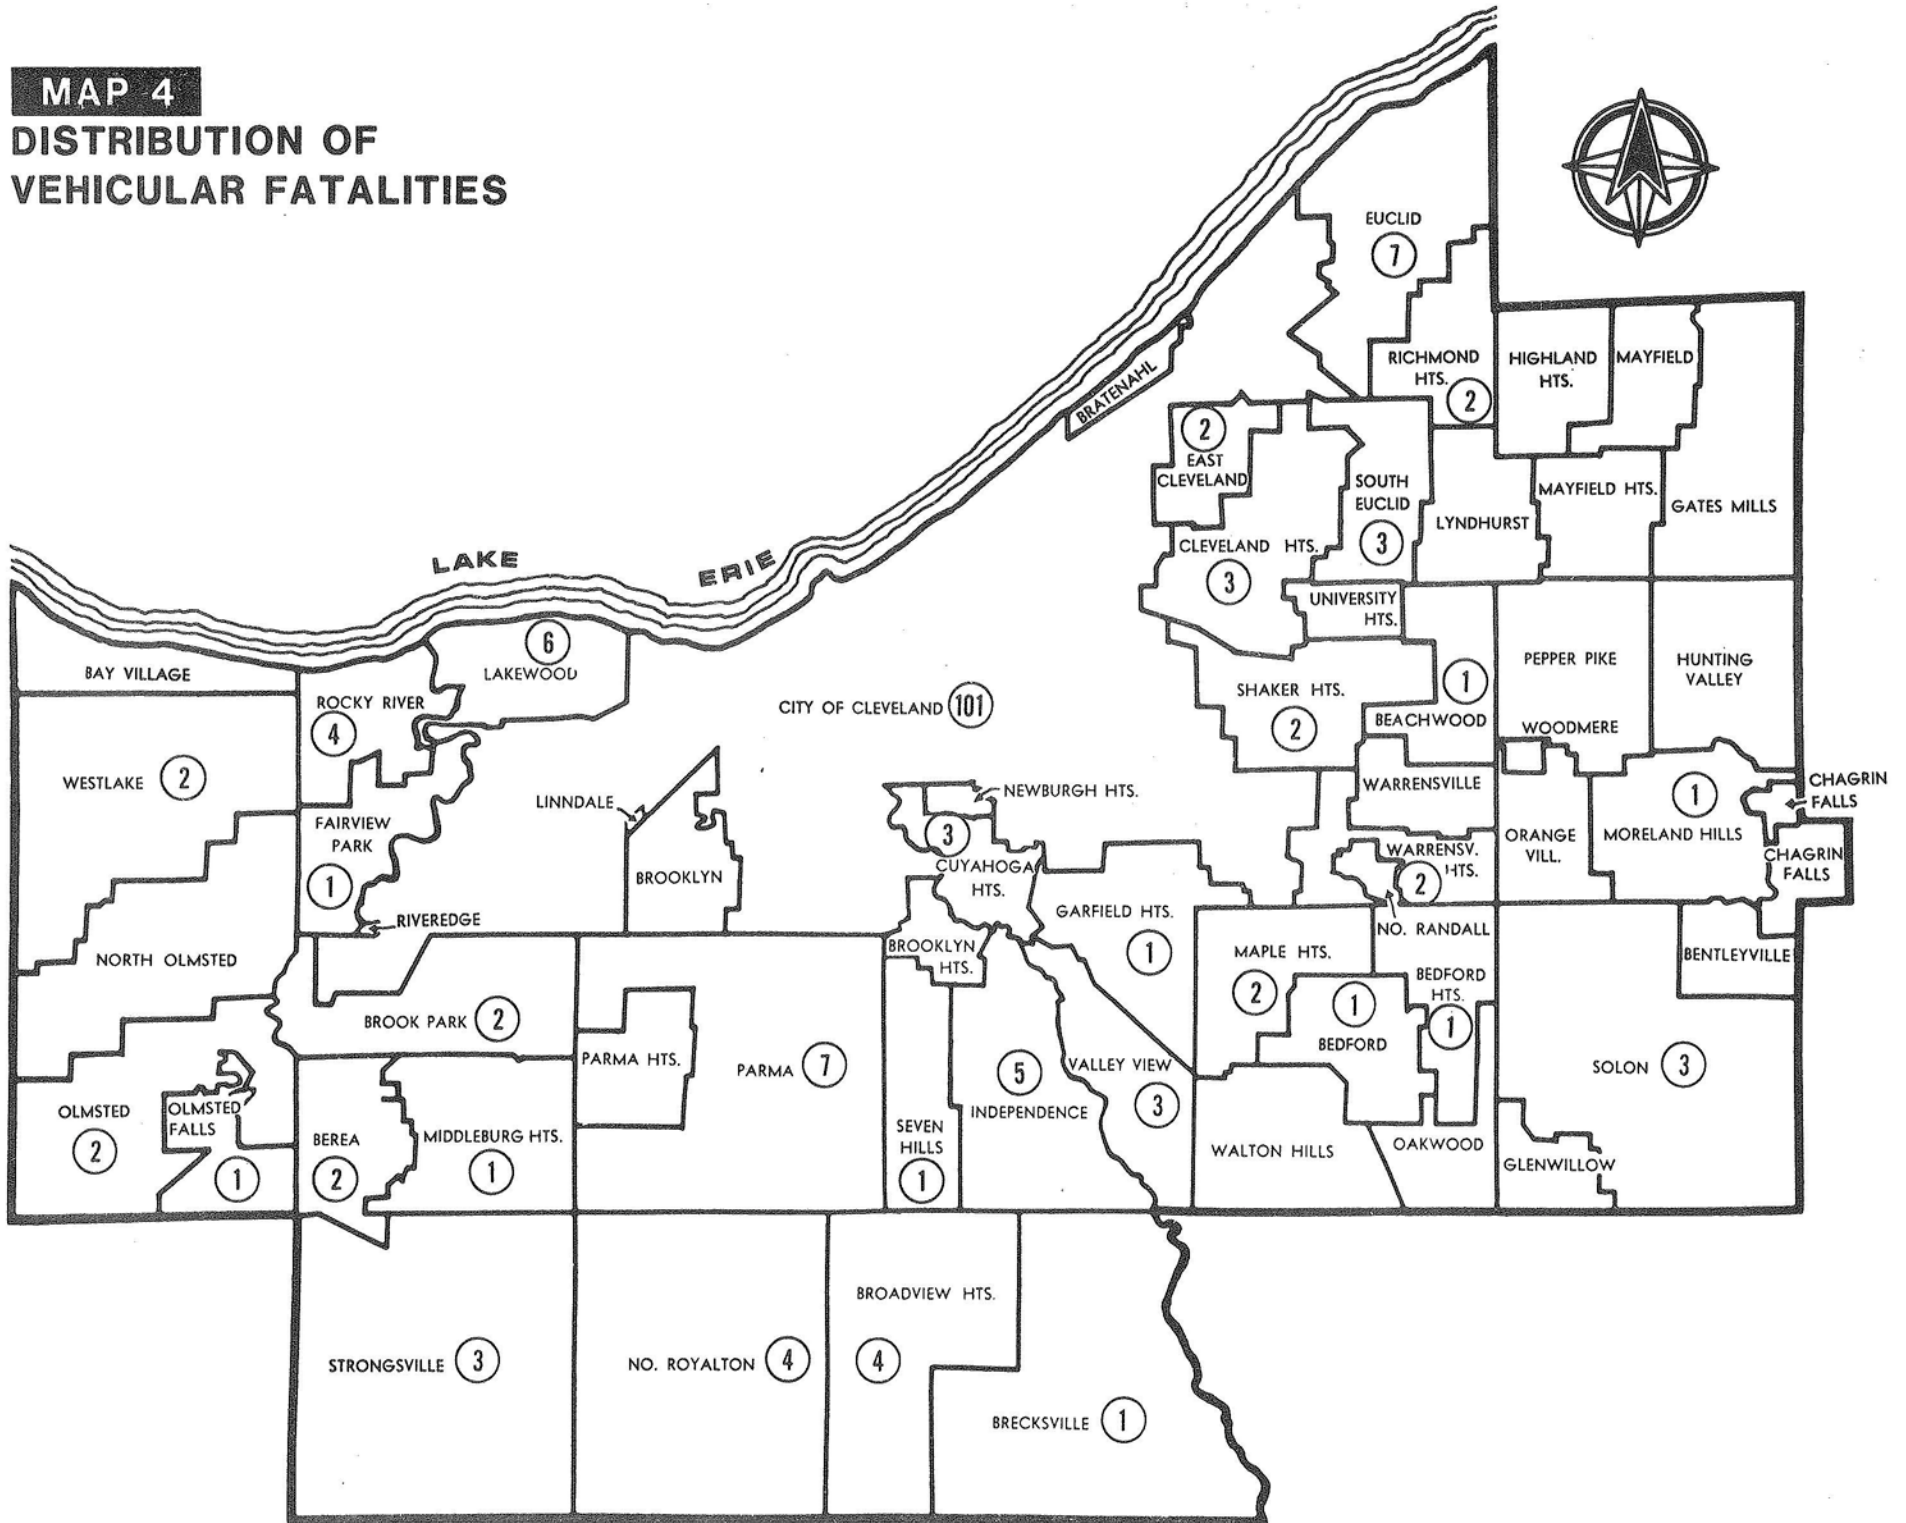 MAP 4
DISTRIBUTION OF
VEHICULAR FATALITIES
EUCLID
7
RICHMOND
HTS.
2
HIGHLAND
HTS.
MAYFIELD
BRATENAHL
2
EAST
CLEVELAND
SOUTH
EUCLID
3
LYNDHURST
MAYFIELD HTS.
GATES MILLS
CLEVELAND HTS.
3
UNIVERSITY
HTS.
LAKE ERIE
BAY VILLAGE
ROCKY RIVER
4
6
LAKEWOOD
CITY OF CLEVELAND 101
SHAKER HTS.
2
1
BEACHWOOD
PEPPER PIKE
HUNTING
VALLEY
WOODMERE
WESTLAKE 2
FAIRVIEW
PARK
1
LINNDALE
BROOKLYN
NEWBURGH HTS.
3
CUYAHOGA
HTS.
WARRENSVILLE
WARRENSV.
HTS.
2
ORANGE
VILL.
1
MORELAND HILLS
CHAGRIN
FALLS
CHAGRIN
FALLS
RIVEREDGE
NORTH OLMSTED
BROOKLYN
HTS.
GARFIELD HTS.
1
MAPLE HTS.
2
NO. RANDALL
BEDFORD
HTS.
1
1
BEDFORD
BENTLEYVILLE
BROOK PARK 2
PARMA HTS.
PARMA 7
5
INDEPENDENCE
VALLEY VIEW
3
SOLON 3
OLMSTED
2
OLMSTED
FALLS
1
BEREA
2
MIDDLEBURG HTS.
1
SEVEN
HILLS
1
WALTON HILLS
OAKWOOD
GLENWILLOW
STRONGSVILLE 3
NO. ROYALTON 4
BROADVIEW HTS.
4
BRECKSVILLE 1